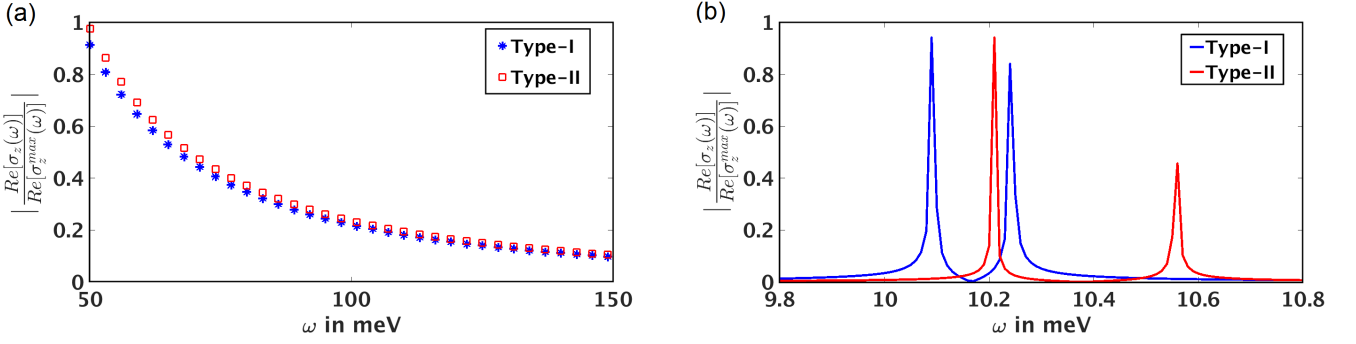 (a)
|Re[σz(ω)]/Re[σz^max(ω)]|
1
0.8
0.6
0.4
0.2
0
50
100
150
ω in meV
Type-I
Type-II
(b)
|Re[σz(ω)]/Re[σz^max(ω)]|
1
0.8
0.6
0.4
0.2
0
9.8
10
10.2
10.4
10.6
10.8
ω in meV
Type-I
Type-II